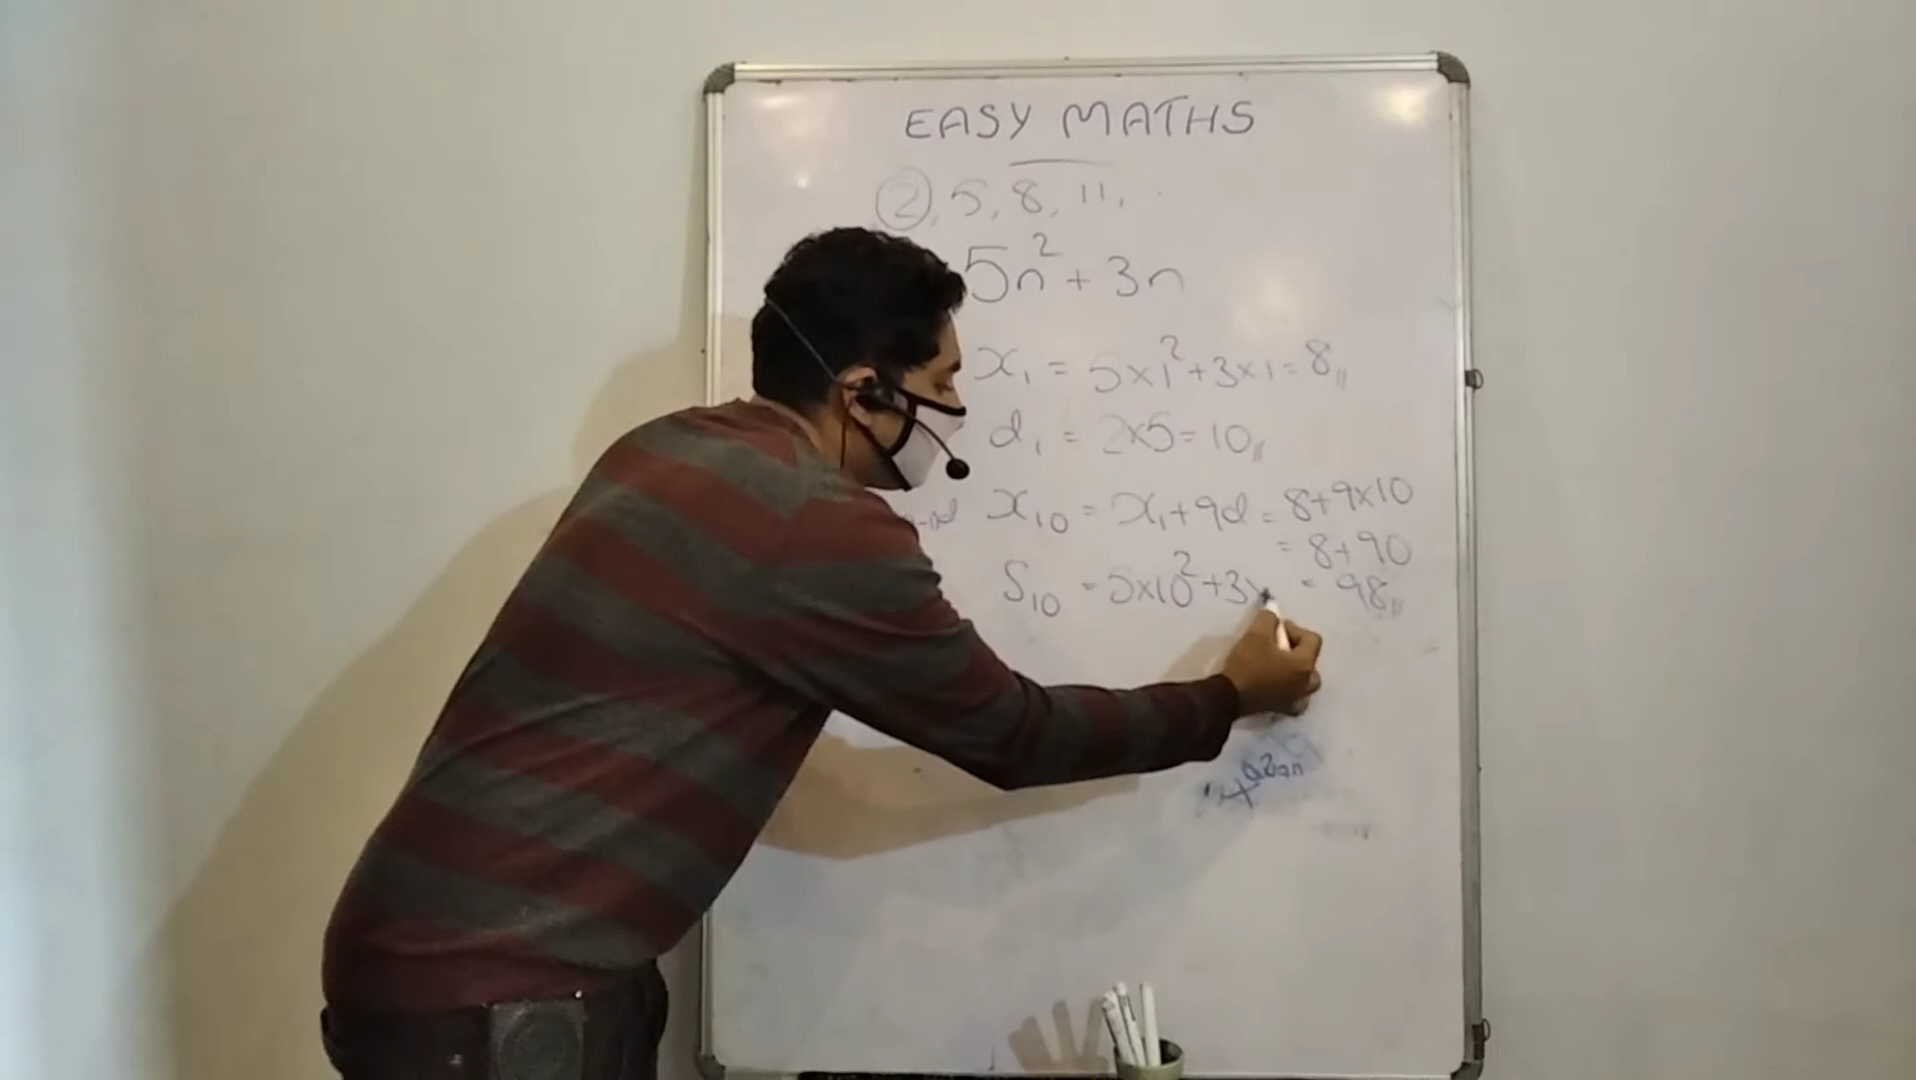 EASY MATHS
2, 5, 8, 11,
5n² + 3n
x₁ = 5×1²+3×1=8
d₁ = 2×5=10
x₁₀ = x₁+9d = 8+9×10
= 8+90
S₁₀ = 5×10²+3× = 98